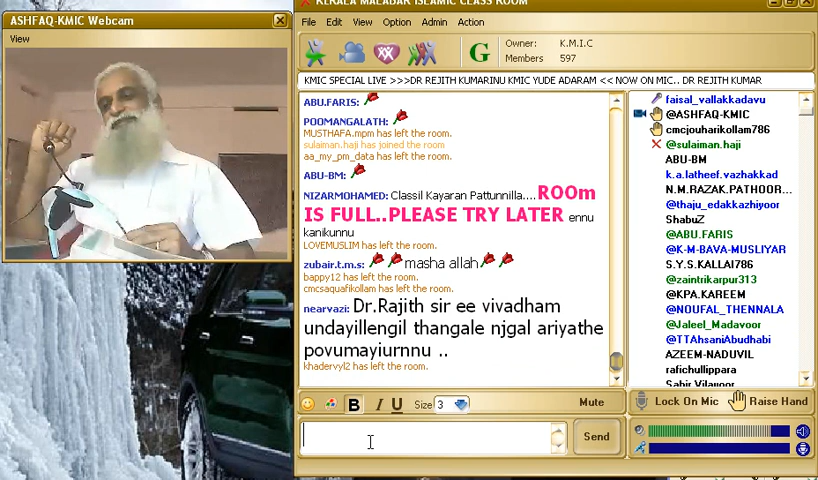 ASHFAQ-KMIC Webcam
View
KERALA MALABAR ISLAMIC CLASS ROOM
File Edit View Option Admin Action
G
Owner: K.M.I.C
Members 597
KMIC SPECIAL LIVE >>>DR REJITH KUMARINU KMIC YUDE ADARAM << NOW ON MIC.. DR REJITH KUMAR
ABU.FARIS:
POOMANGALATH:
MUSTHAFA.mpm has left the room.
sulaiman.haji has joined the room
aa_my_pm_data has left the room.
ABU-BM:
NIZARMOHAMED: Classil Kayaran Pattunnilla.... ROOm
IS FULL..PLEASE TRY LATER ennu
kanikunnu
LOVEMUSLIM has left the room.
zubair.t.m.s: masha allah
bappy12 has left the room.
cmcsaquafikollam has left the room.
nearvazi: Dr.Rajith sir ee vivadham
undayillengil thangale njgal ariyathe
povumayiurnnu ..
khadervyl2 has left the room.
faisal_vallakkadavu
@ASHFAQ-KMIC
cmcjouharikollam786
@sulaiman.haji
ABU-BM
k.a.latheef.vazhakkad
N.M.RAZAK.PATHOOR...
@thaju_edakkazhiyoor
ShabuZ
@ABU.FARIS
@K-M-BAVA-MUSLIYAR
S.Y.S.KALLAI786
@zaintrikarpur313
@KPA.KAREEM
@NOUFAL_THENNALA
@Jaleel_Madavoor
@TTAhsaniAbudhabi
AZEEM-NADUVIL
rafichullippara
Sabir Vilayoor
B I U Size 3 Mute
Lock On Mic Raise Hand
Send